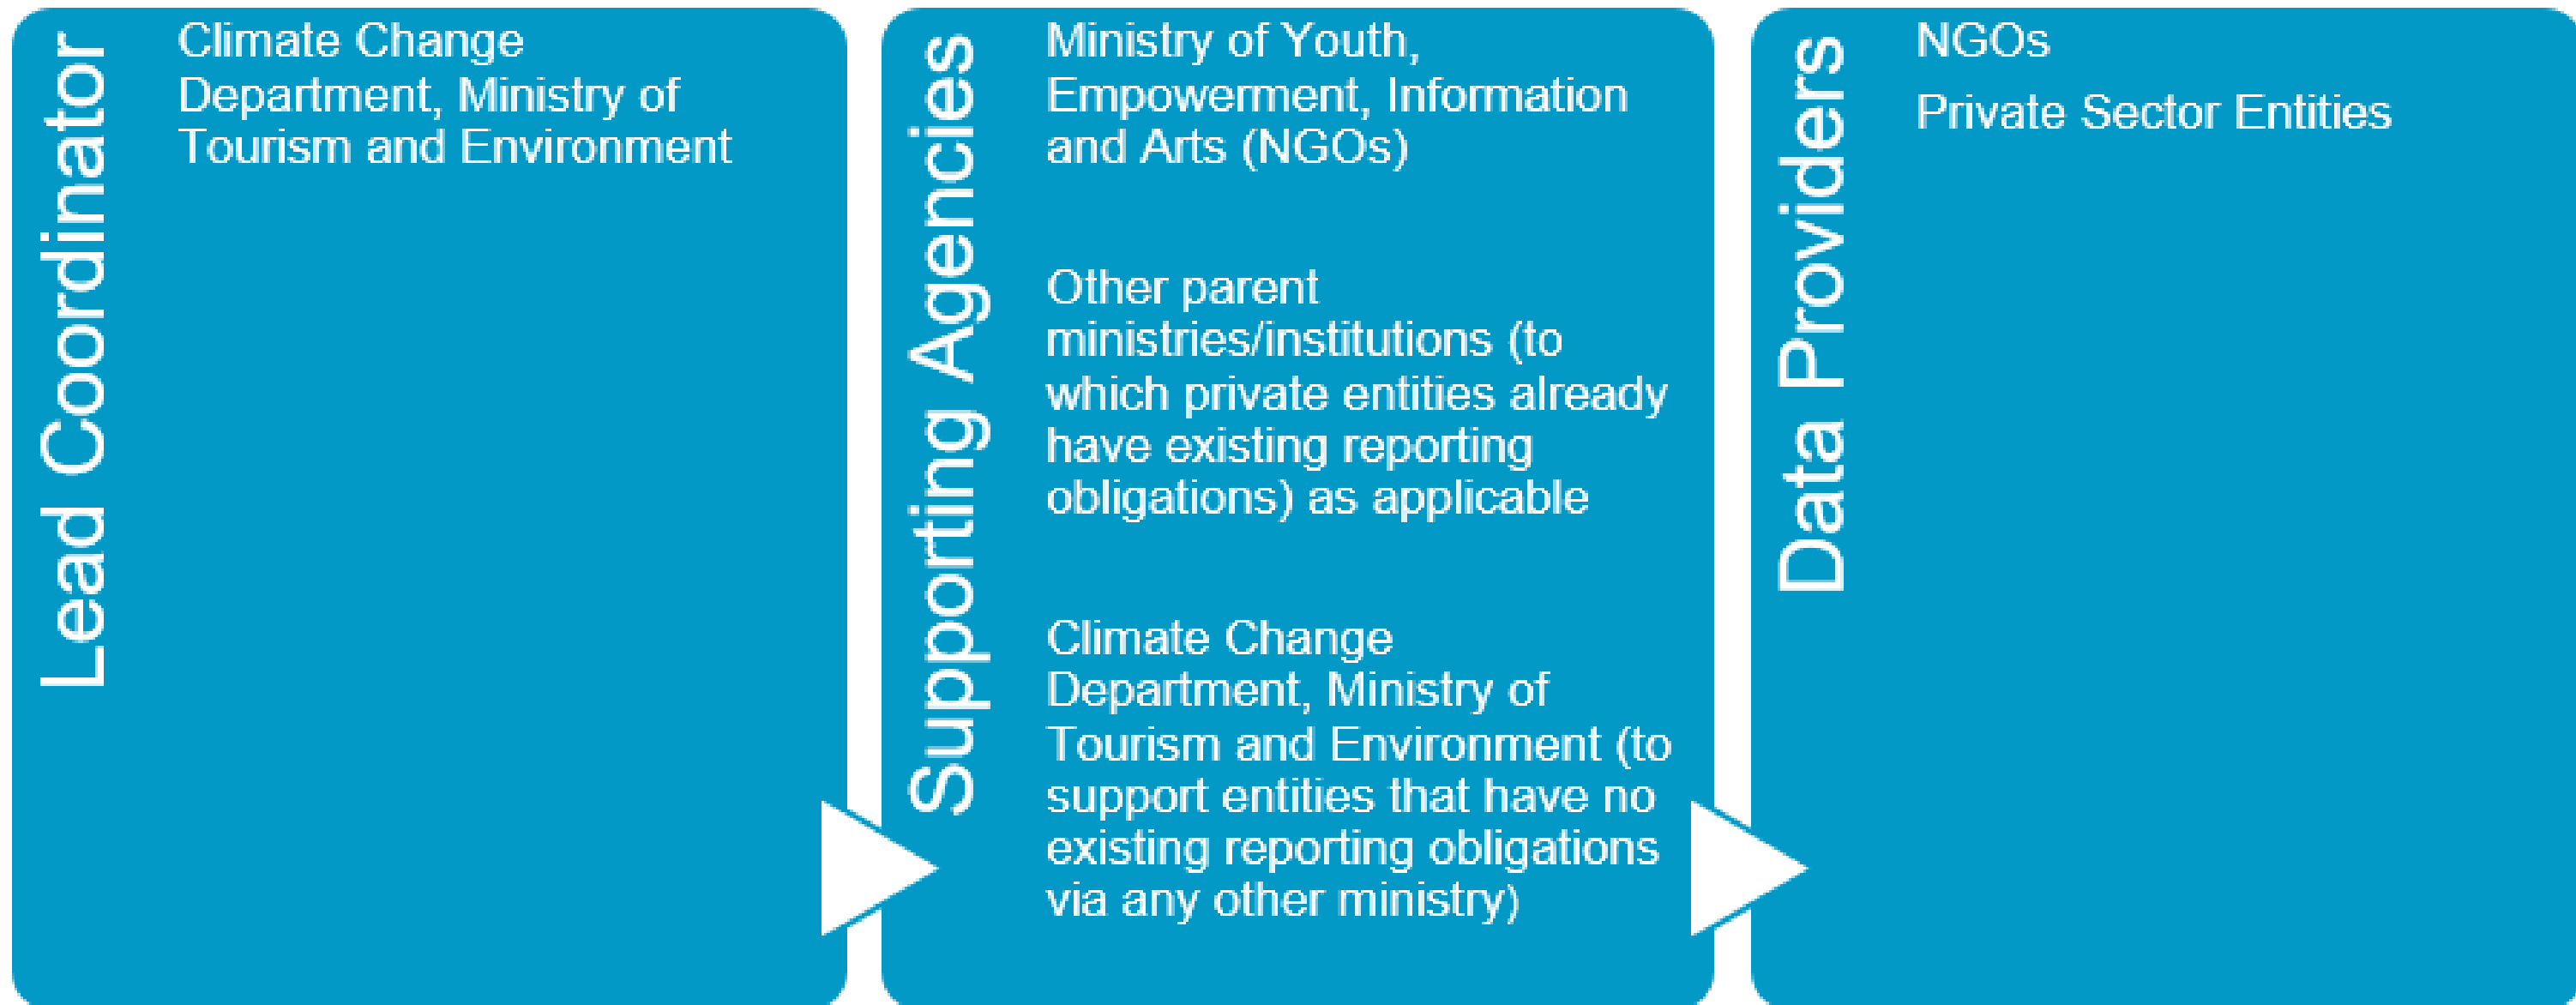 Lead Coordinator
Climate Change
Department, Ministry of
Tourism and Environment
Supporting Agencies
Ministry of Youth,
Empowerment, Information
and Arts (NGOs)
Other parent
ministries/institutions (to
which private entities already
have existing reporting
obligations) as applicable
Climate Change
Department, Ministry of
Tourism and Environment (to
support entities that have no
existing reporting obligations
via any other ministry)
Data Providers
NGOs
Private Sector Entities